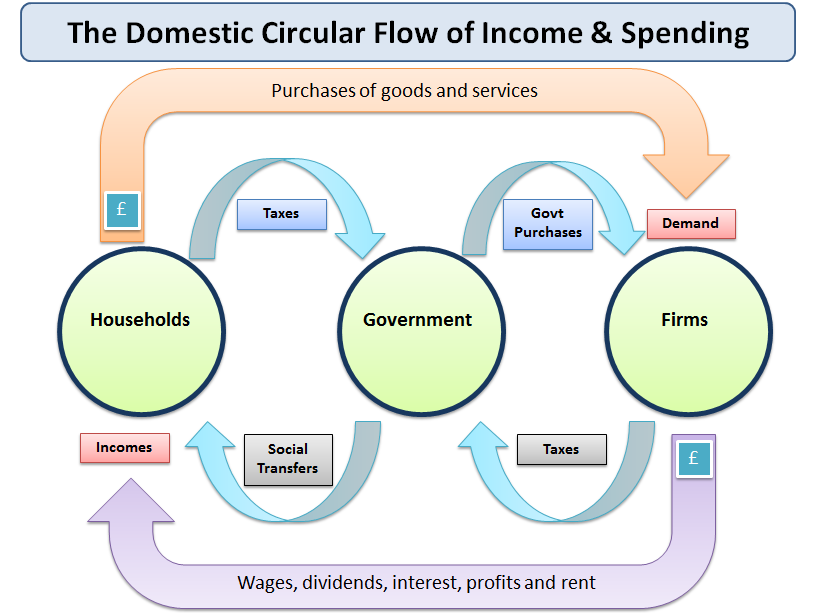 The Domestic Circular Flow of Income & Spending
Purchases of goods and services
£
Taxes
Govt
Purchases
Demand
Households
Government
Firms
Incomes
Social
Transfers
Taxes
£
Wages, dividends, interest, profits and rent